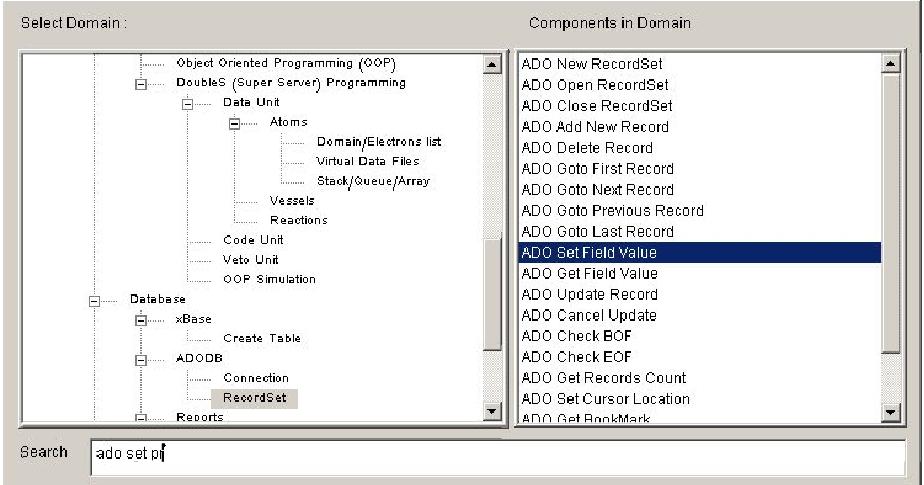 Select Domain :
Object Oriented Programming (OOP)
DoubleS (Super Server) Programming
Data Unit
Atoms
Domain/Electrons list
Virtual Data Files
Stack/Queue/Array
Vessels
Reactions
Code Unit
Veto Unit
OOP Simulation
Database
xBase
Create Table
ADODB
Connection
RecordSet
Reports
Components in Domain
ADO New RecordSet
ADO Open RecordSet
ADO Close RecordSet
ADO Add New Record
ADO Delete Record
ADO Goto First Record
ADO Goto Next Record
ADO Goto Previous Record
ADO Goto Last Record
ADO Set Field Value
ADO Get Field Value
ADO Update Record
ADO Cancel Update
ADO Check BOF
ADO Check EOF
ADO Get Records Count
ADO Set Cursor Location
ADO Get BookMark
Search
ado set pr